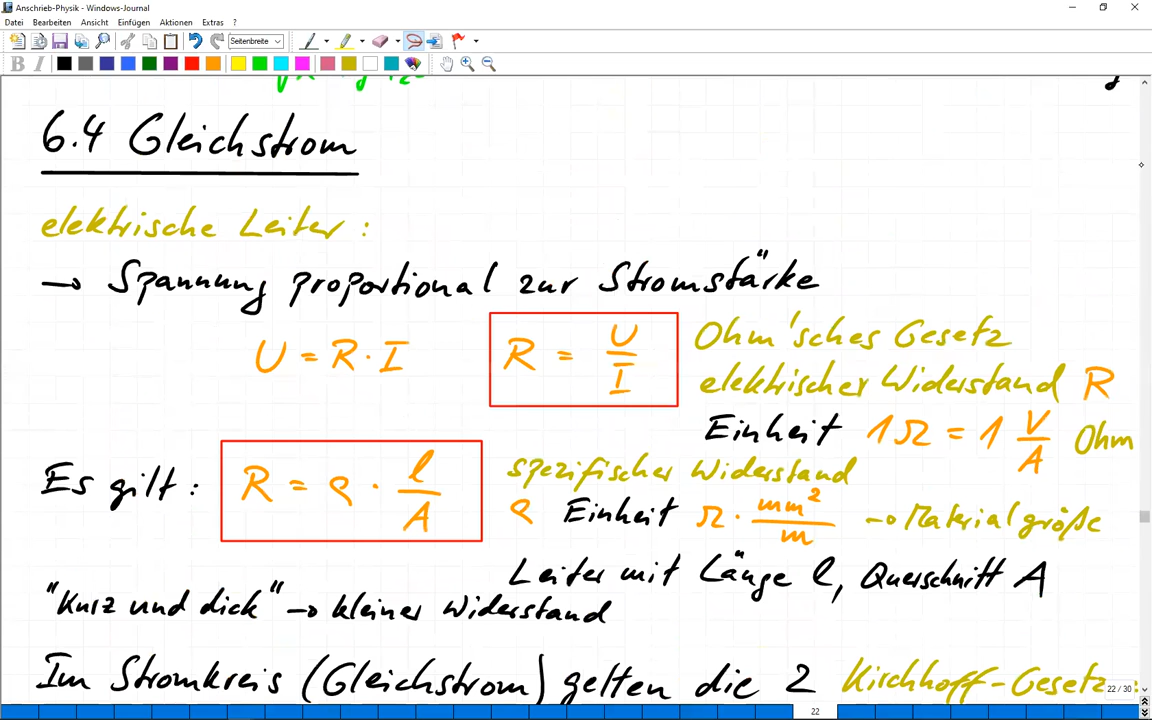 Anschrieb-Physik - Windows-Journal
Datei Bearbeiten Ansicht Einfügen Aktionen Extras ?
Seitenbreite
B I
6.4 Gleichstrom
elektrische Leiter :
→ Spannung proportional zur Stromstärke
U = R · I
R = U/I
Ohm'sches Gesetz
elektrischer Widerstand R
Einheit 1Ω = 1 V/A Ohm
Es gilt : R = ϱ · l/A
spezifischer Widerstand
ϱ Einheit Ω · mm²/m → Materialgröße
Leiter mit Länge l, Querschnitt A
"Kurz und dick" → kleiner Widerstand
Im Stromkreis (Gleichstrom) gelten die 2 Kirchhoff-Gesetze:
22 / 30
22